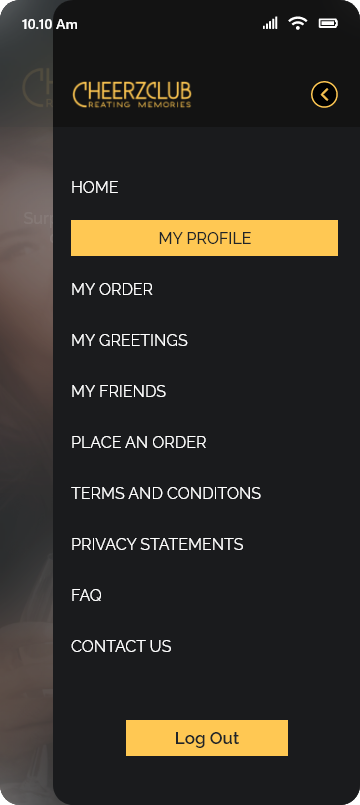 10.10 Am
CHEERZCLUB
REATING MEMORIES
HOME
MY PROFILE
MY ORDER
MY GREETINGS
MY FRIENDS
PLACE AN ORDER
TERMS AND CONDITONS
PRIVACY STATEMENTS
FAQ
CONTACT US
Log Out